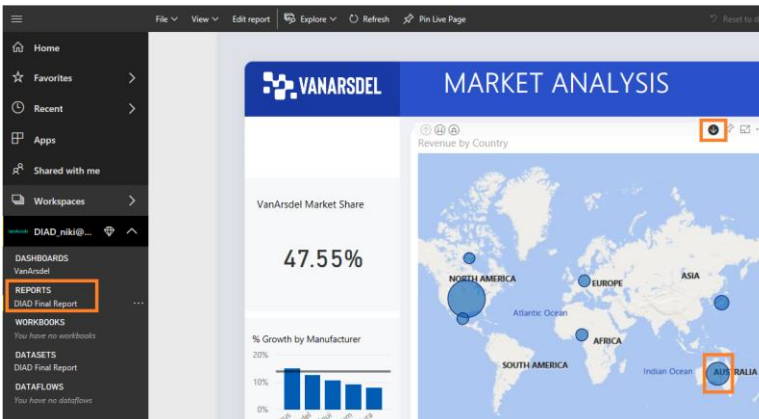 File View Edit report Explore Refresh Pin Live Page Reset to d
Home
Favorites
Recent
Apps
Shared with me
Workspaces
DIAD_niki@...
DASHBOARDS
VanArsdel
REPORTS
DIAD Final Report
WORKBOOKS
You have no workbooks
DATASETS
DIAD Final Report
DATAFLOWS
You have no dataflows
VANARSDEL
MARKET ANALYSIS
Revenue by Country
VanArsdel Market Share
47.55%
% Growth by Manufacturer
20%
10%
0%
NORTH AMERICA
EUROPE
ASIA
Atlantic Ocean
AFRICA
SOUTH AMERICA
Indian Ocean
AUSTRALIA